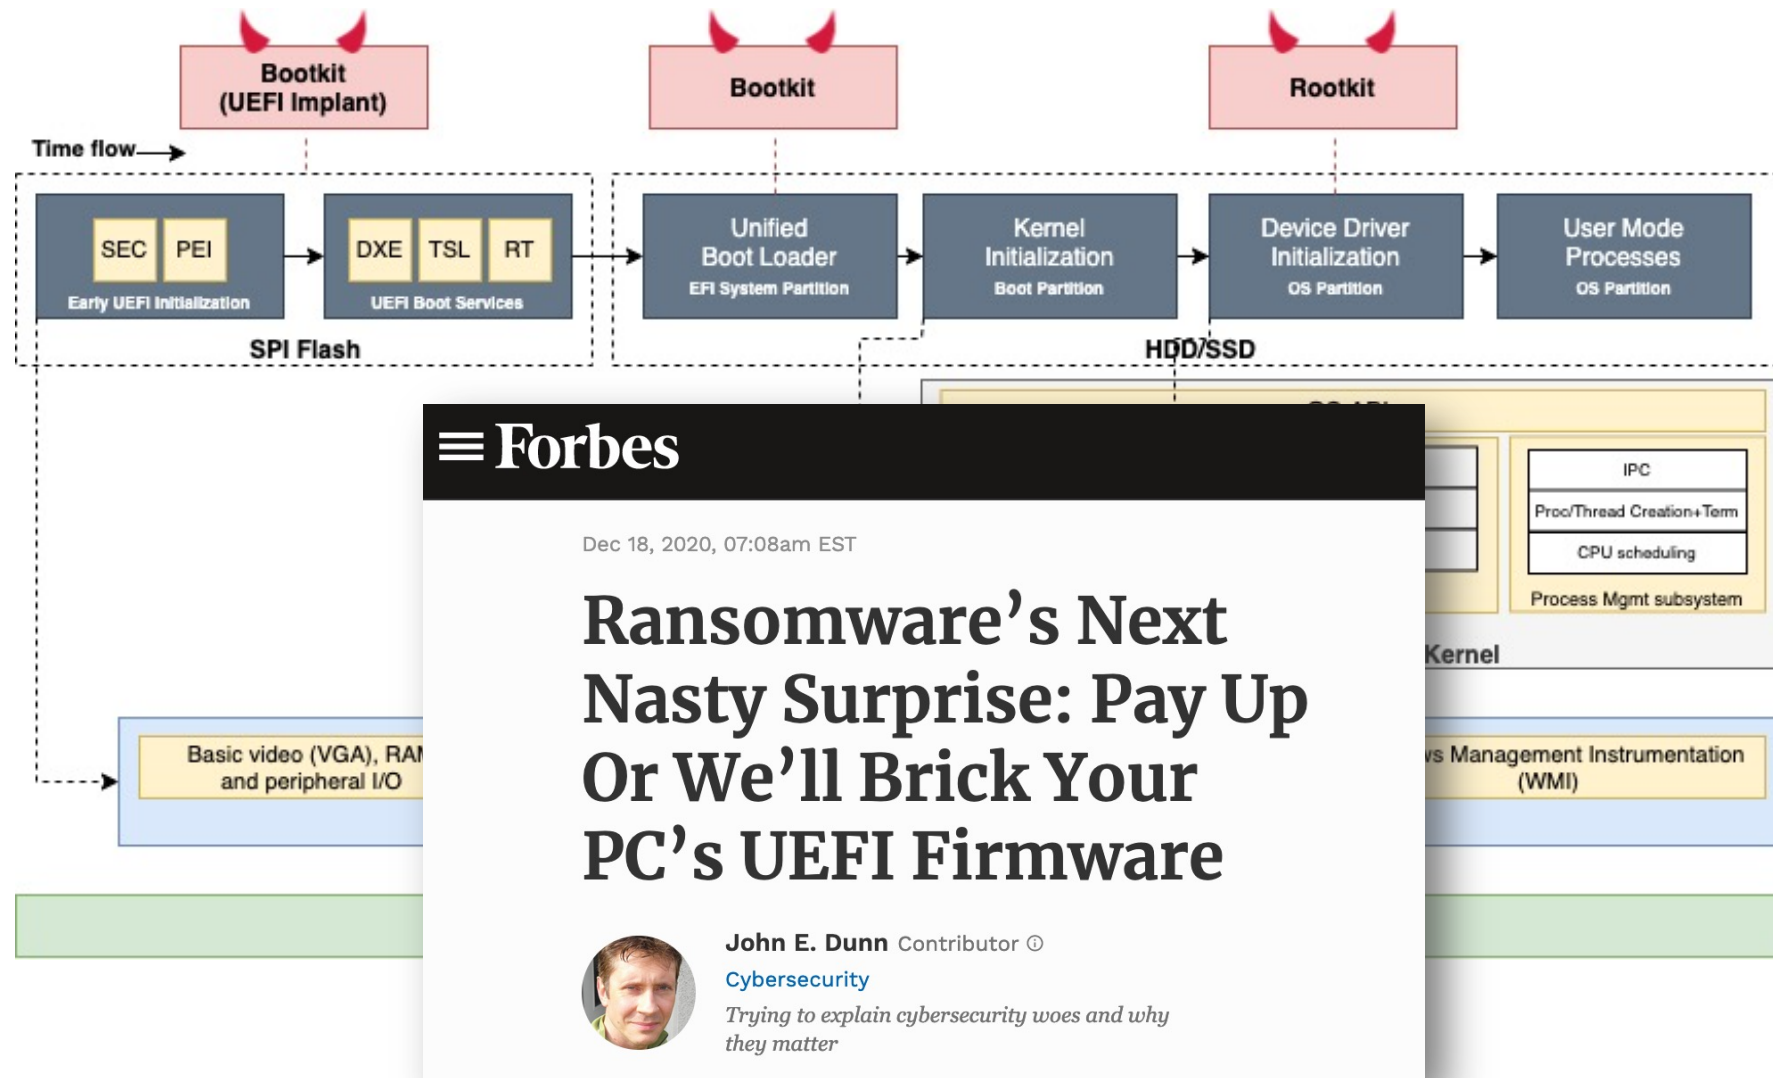 Bootkit
(UEFI Implant)
Bootkit
Rootkit
Time flow
SEC
PEI
Early UEFI Initialization
DXE
TSL
RT
UEFI Boot Services
Unified
Boot Loader
EFI System Partition
Kernel
Initialization
Boot Partition
Device Driver
Initialization
OS Partition
User Mode
Processes
OS Partition
SPI Flash
HDD/SSD
Forbes
Dec 18, 2020, 07:08am EST
Ransomware’s Next
Nasty Surprise: Pay Up
Or We’ll Brick Your
PC’s UEFI Firmware
John E. Dunn Contributor
Cybersecurity
Trying to explain cybersecurity woes and why
they matter
IPC
Proc/Thread Creation+Term
CPU scheduling
Process Mgmt subsystem
Kernel
Basic video (VGA), RAM
and peripheral I/O
Management Instrumentation
(WMI)